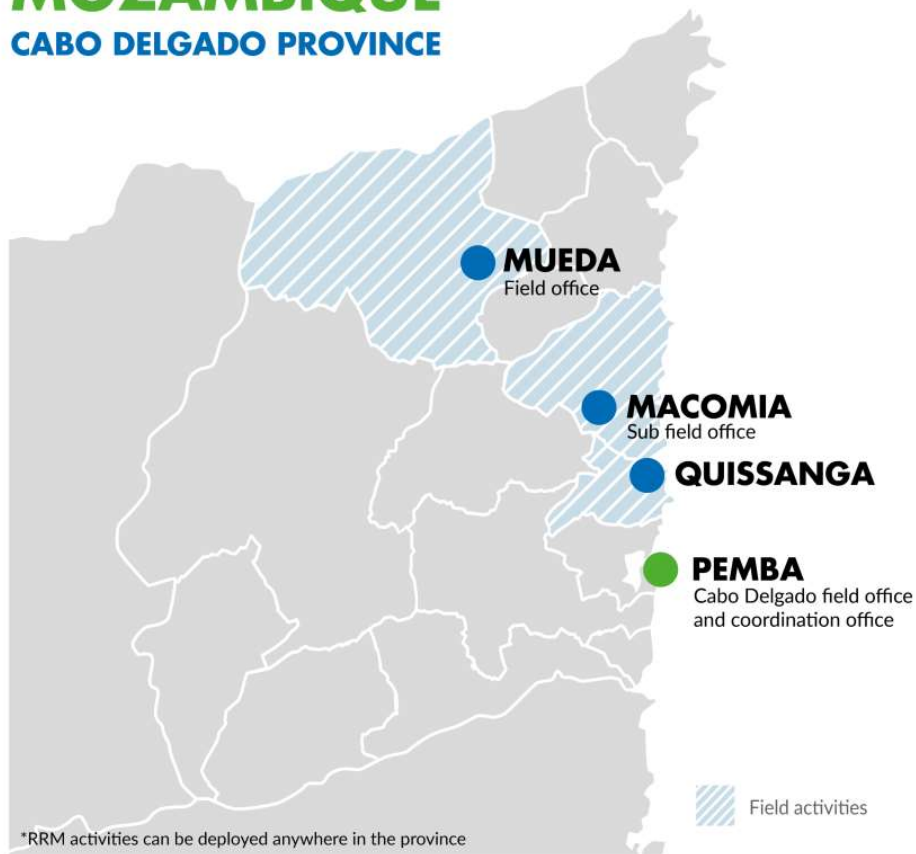 MOZAMBIQUE
CABO DELGADO PROVINCE
MUEDA
Field office
MACOMIA
Sub field office
QUISSANGA
PEMBA
Cabo Delgado field office
and coordination office
Field activities
*RRM activities can be deployed anywhere in the province